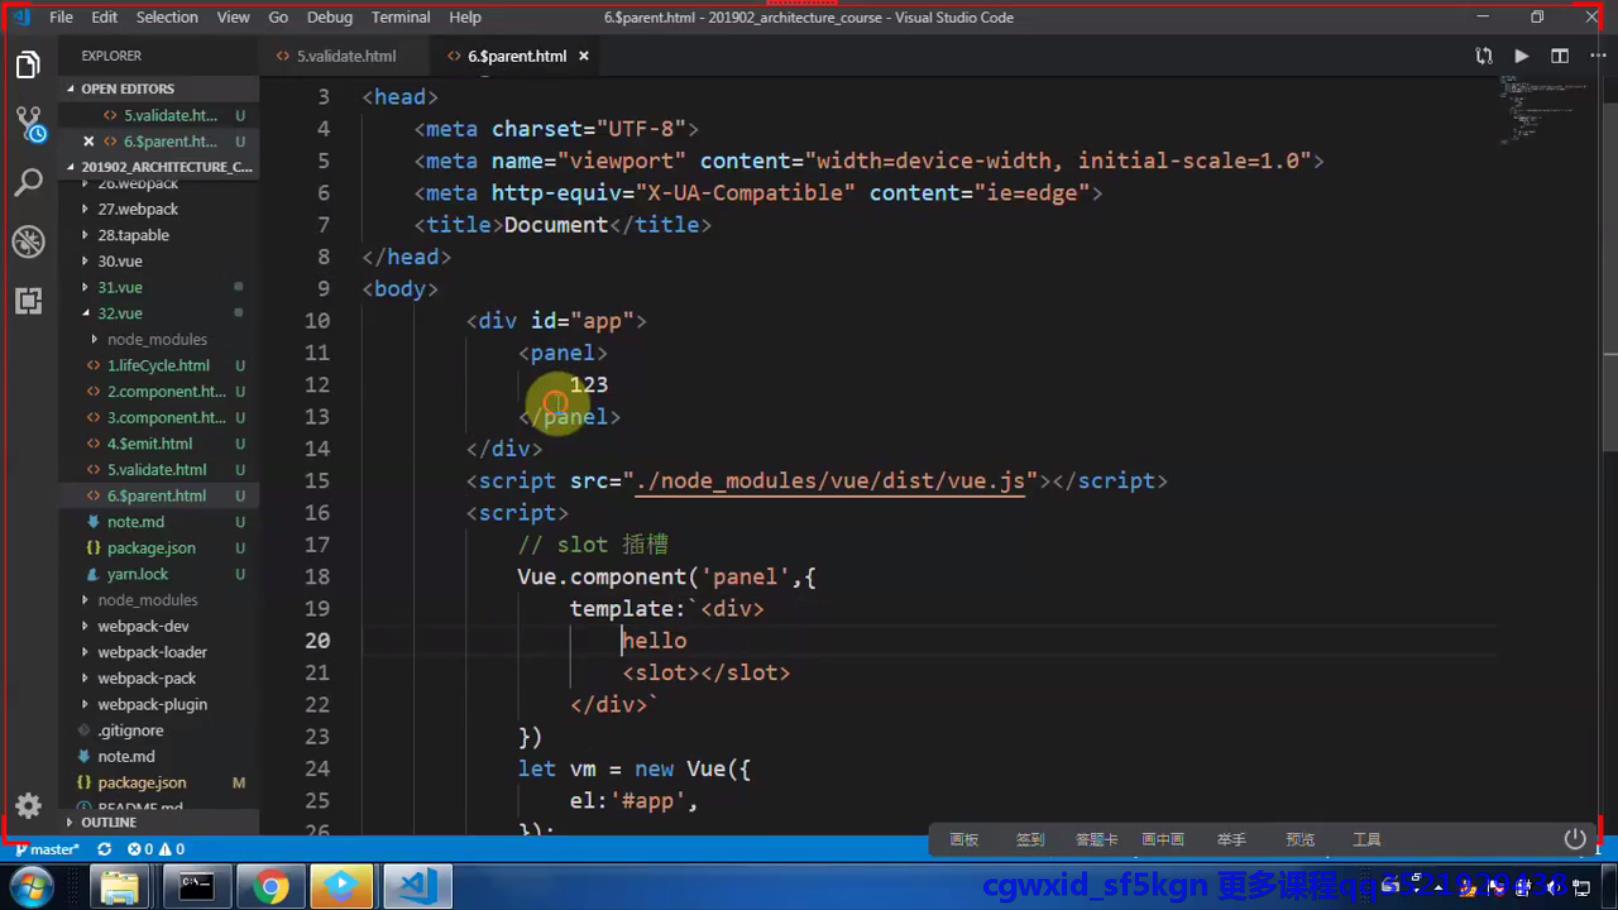 File Edit Selection View Go Debug Terminal Help
6.$parent.html - 201902_architecture_course - Visual Studio Code
EXPLORER
OPEN EDITORS
5.validate.ht... U
6.$parent.ht... U
201902_ARCHITECTURE_C...
26.webpack
27.webpack
28.tapable
30.vue
31.vue
32.vue
node_modules
1.lifeCycle.html U
2.component.ht... U
3.component.ht... U
4.$emit.html U
5.validate.html U
6.$parent.html U
note.md U
package.json U
yarn.lock U
node_modules
webpack-dev
webpack-loader
webpack-pack
webpack-plugin
.gitignore
note.md
package.json M
README.md
OUTLINE
5.validate.html
6.$parent.html
3 <head>
4 <meta charset="UTF-8">
5 <meta name="viewport" content="width=device-width, initial-scale=1.0">
6 <meta http-equiv="X-UA-Compatible" content="ie=edge">
7 <title>Document</title>
8 </head>
9 <body>
10 <div id="app">
11 <panel>
12 123
13 </panel>
14 </div>
15 <script src="./node_modules/vue/dist/vue.js"></script>
16 <script>
17 // slot 插槽
18 Vue.component('panel',{
19 template:`<div>
20 hello
21 <slot></slot>
22 </div>`
23 })
24 let vm = new Vue({
25 el:'#app',
26 });
画板 签到 答题卡 画中画 举手 预览 工具
master* 0 0
cgwxid_sf5kgn 更多课程qq3521929438